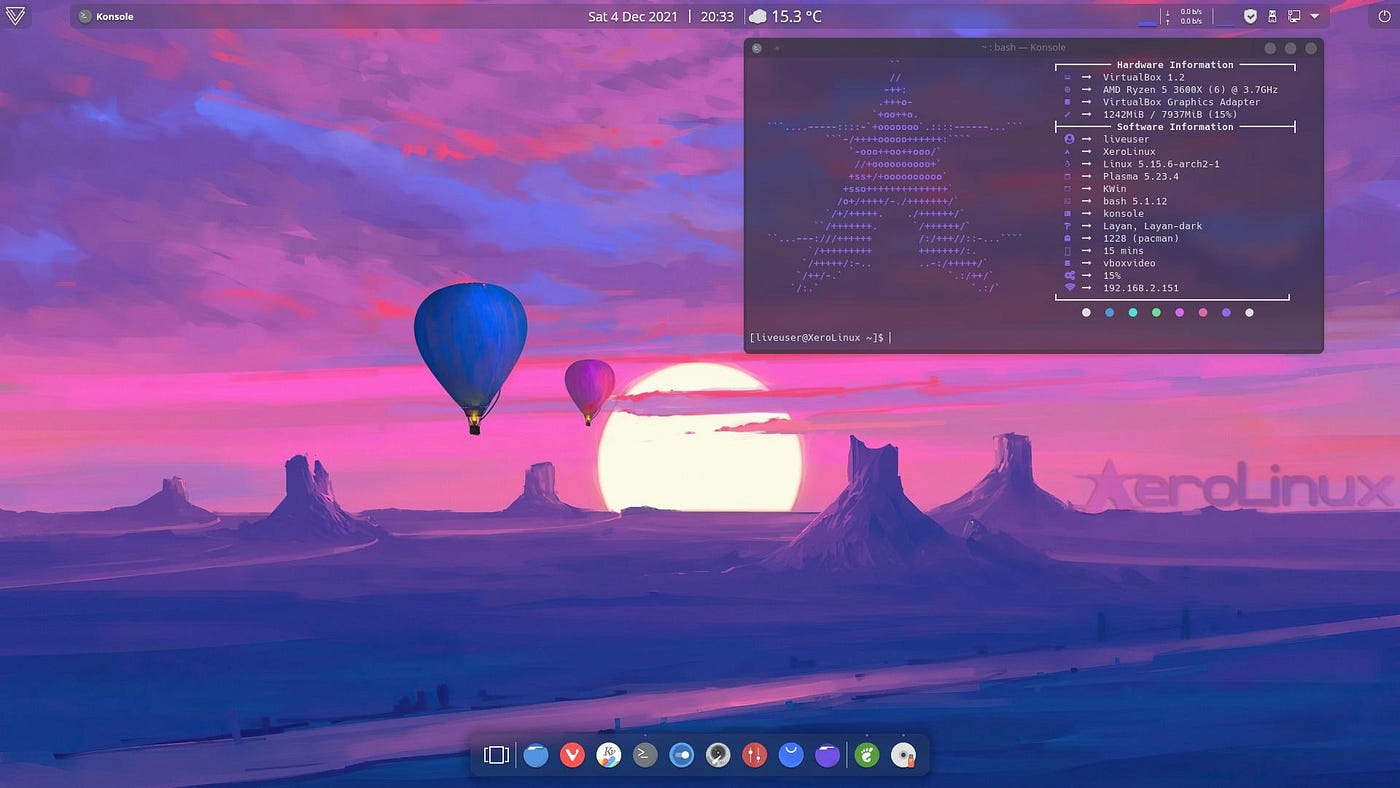 Konsole
Sat 4 Dec 2021 | 20:33 15.3 °C
0.0 b/s
0.0 b/s
~ : bash — Konsole
Hardware Information
VirtualBox 1.2
AMD Ryzen 5 3600X (6) @ 3.7GHz
VirtualBox Graphics Adapter
1242MiB / 7937MiB (15%)
Software Information
liveuser
XeroLinux
Linux 5.15.6-arch2-1
Plasma 5.23.4
KWin
bash 5.1.12
konsole
Layan, Layan-dark
1228 (pacman)
15 mins
vboxvideo
15%
192.168.2.151
[liveuser@XeroLinux ~]$
XeroLinux
Kv